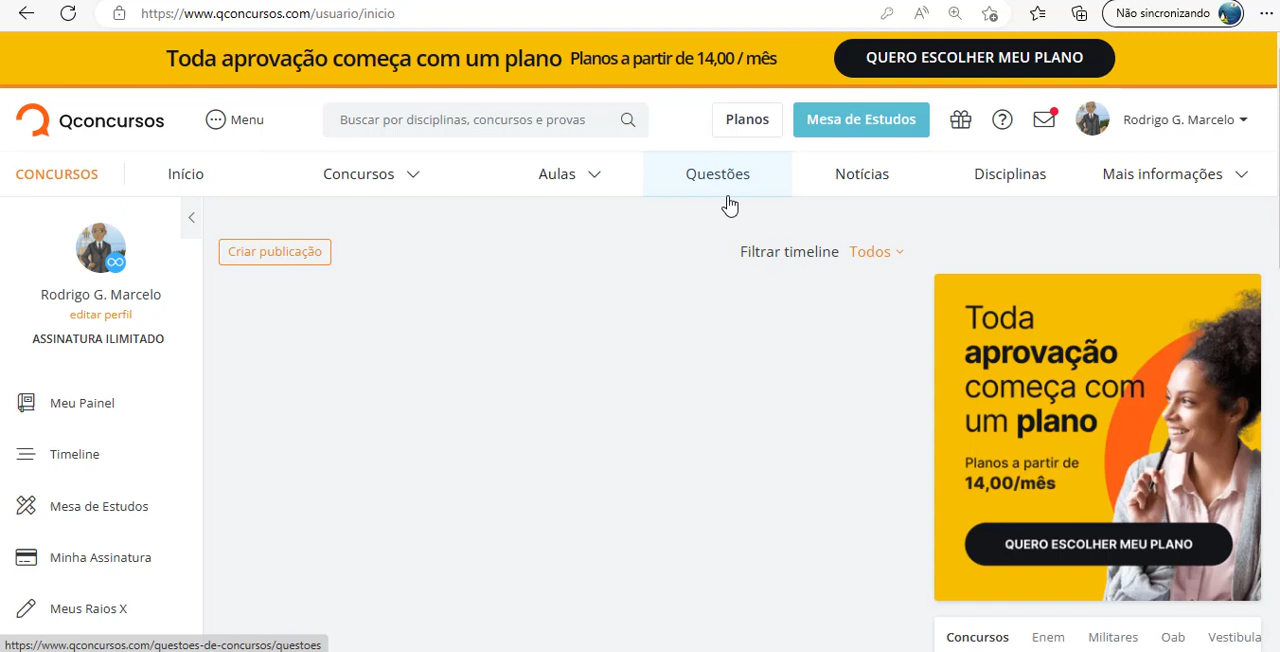 https://www.qconcursos.com/usuario/inicio
Não sincronizando
Toda aprovação começa com um plano Planos a partir de 14,00 / mês
QUERO ESCOLHER MEU PLANO
Qconcursos
Menu
Buscar por disciplinas, concursos e provas
Planos
Mesa de Estudos
Rodrigo G. Marcelo
CONCURSOS
Início
Concursos
Aulas
Questões
Notícias
Disciplinas
Mais informações
Criar publicação
Filtrar timeline Todos
Rodrigo G. Marcelo
editar perfil
ASSINATURA ILIMITADO
Meu Painel
Timeline
Mesa de Estudos
Minha Assinatura
Meus Raios X
Toda
aprovação
começa com
um plano
Planos a partir de
14,00/mês
QUERO ESCOLHER MEU PLANO
Concursos Enem Militares Oab Vestibula
https://www.qconcursos.com/questoes-de-concursos/questoes